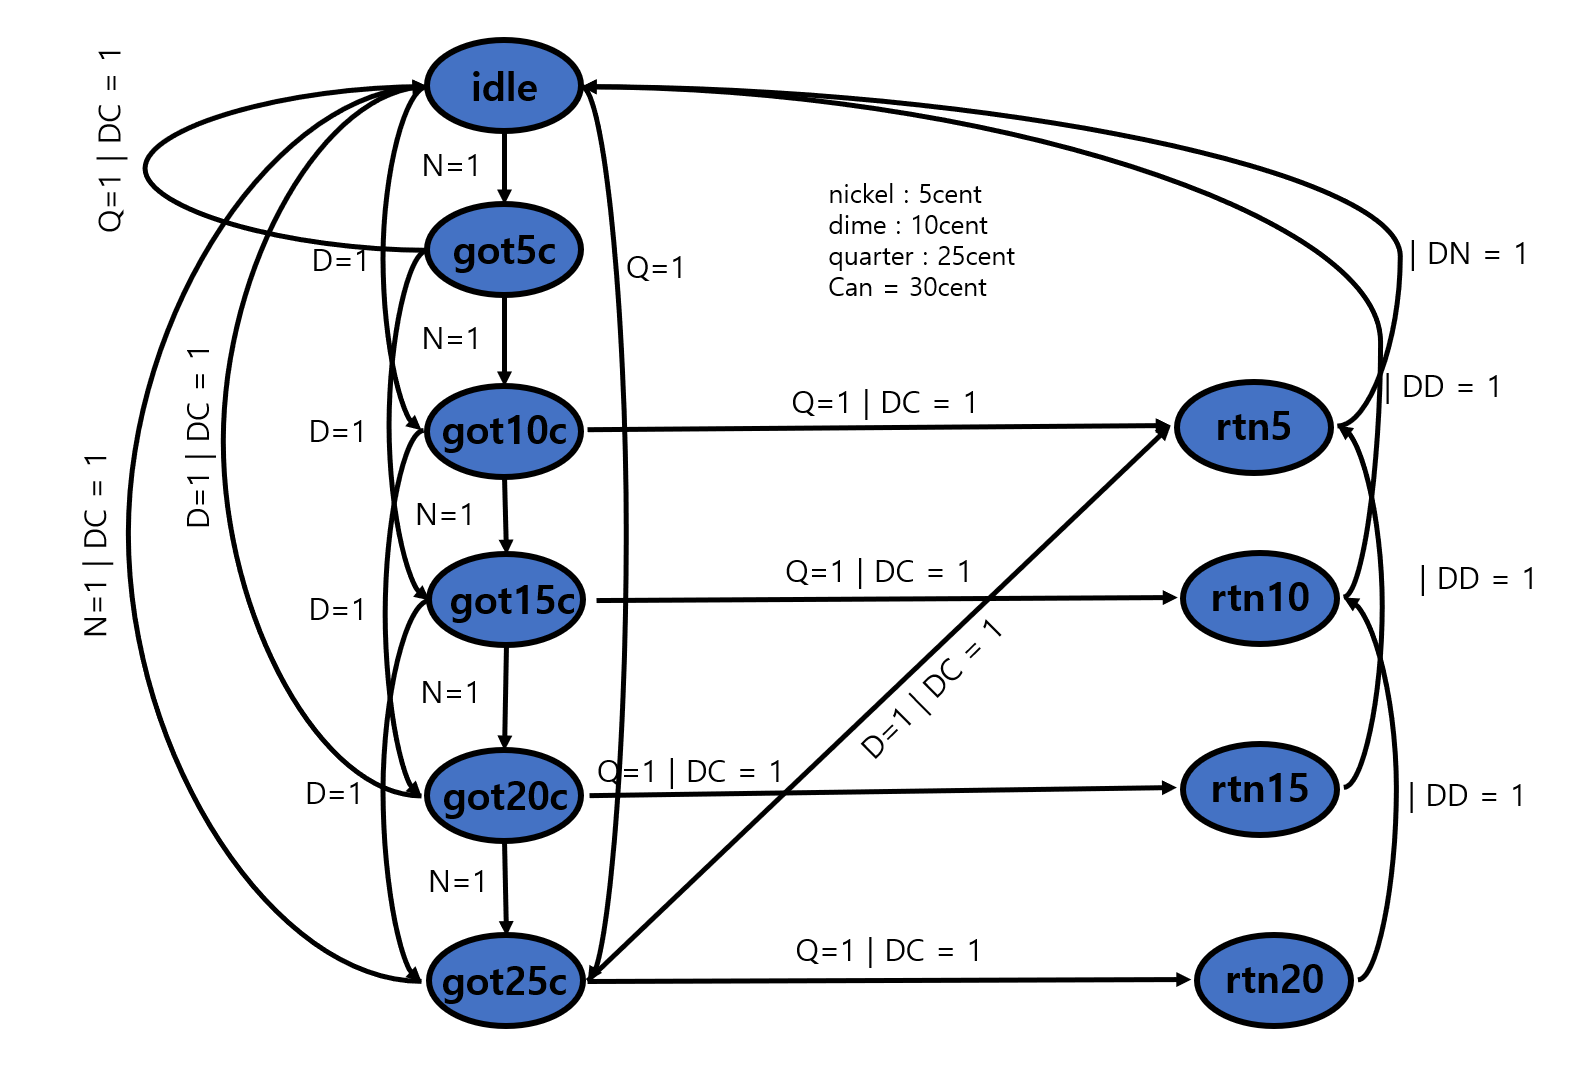 idle
Q=1 | DC = 1
N=1
nickel : 5cent
dime : 10cent
quarter : 25cent
Can = 30cent
got5c
D=1
Q=1
| DN = 1
N=1
D=1 | DC = 1
| DD = 1
Q=1 | DC = 1
got10c
D=1
rtn5
N=1 | DC = 1
N=1
Q=1 | DC = 1
| DD = 1
got15c
D=1
rtn10
N=1
D=1 | DC = 1
Q=1 | DC = 1
got20c
D=1
rtn15
| DD = 1
N=1
Q=1 | DC = 1
got25c
rtn20